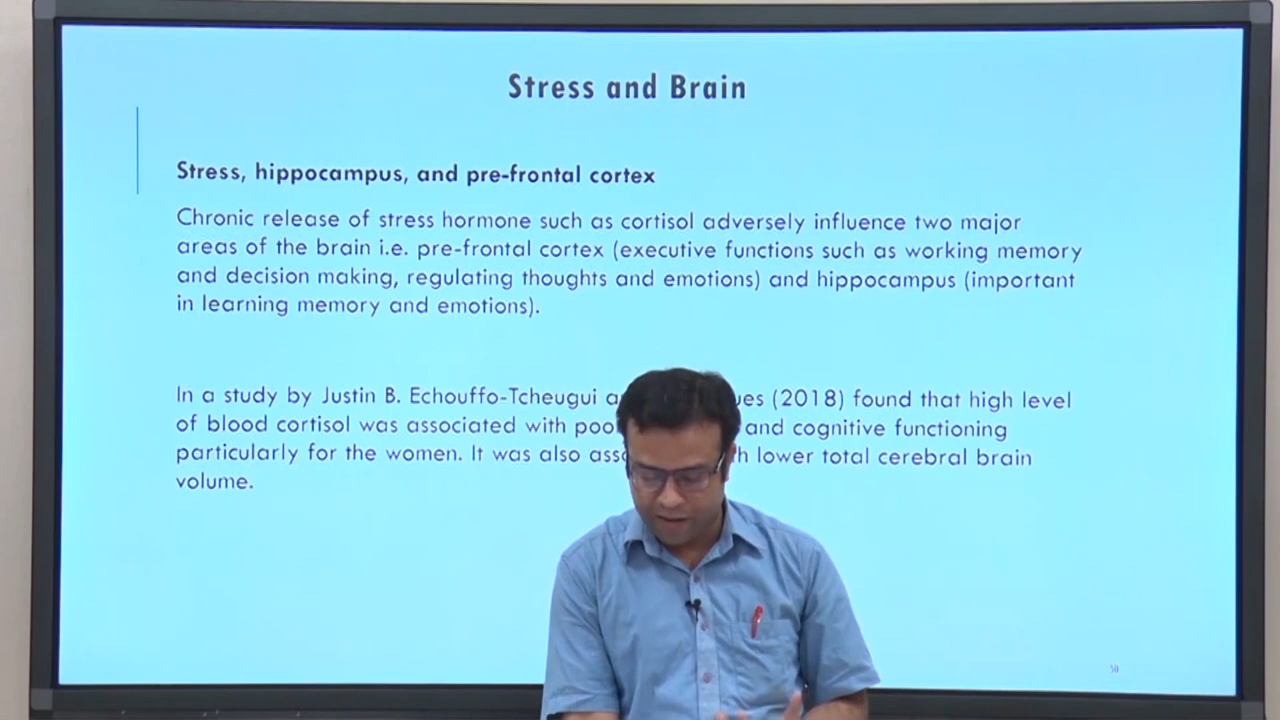 Stress and Brain
Stress, hippocampus, and pre-frontal cortex
Chronic release of stress hormone such as cortisol adversely influence two major
areas of the brain i.e. pre-frontal cortex (executive functions such as working memory
and decision making, regulating thoughts and emotions) and hippocampus (important
in learning memory and emotions).
In a study by Justin B. Echouffo-Tcheugui (2018) found that high level
of blood cortisol was associated with and cognitive functioning
particularly for the women. It was also lower total cerebral brain
volume.
50